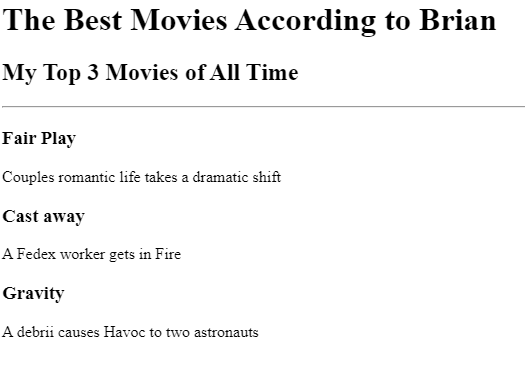 The Best Movies According to Brian
My Top 3 Movies of All Time
Fair Play
Couples romantic life takes a dramatic shift
Cast away
A Fedex worker gets in Fire
Gravity
A debrii causes Havoc to two astronauts